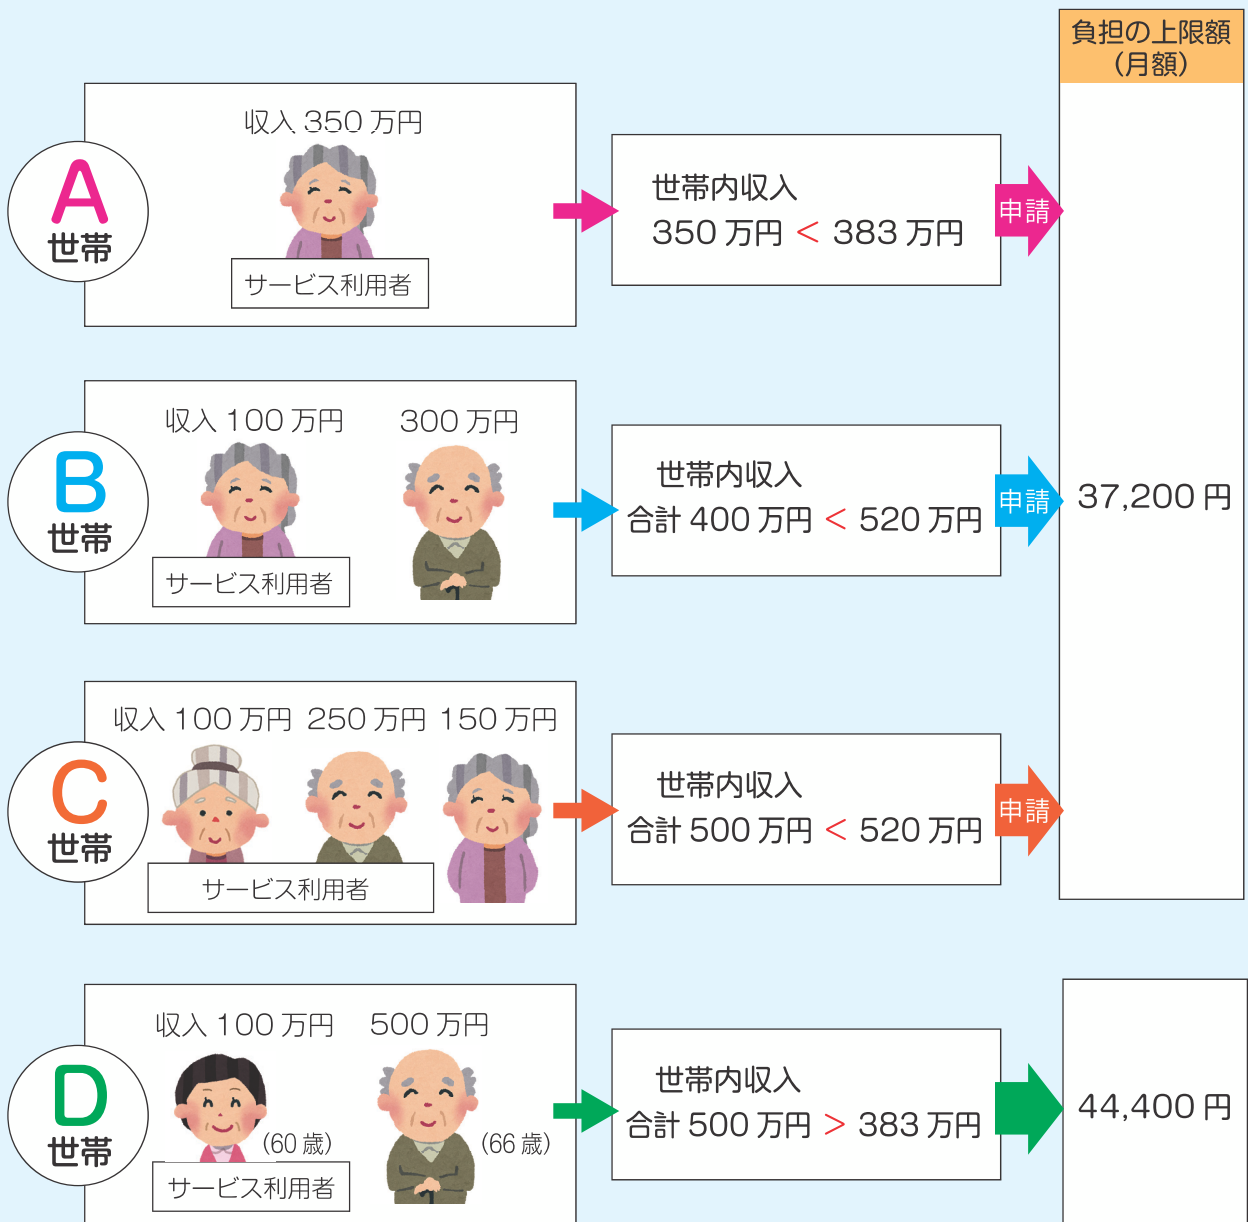 負担の上限額
（月額）
A
世帯
収入 350 万円
サービス利用者
世帯内収入
350 万円 < 383 万円
申請
B
世帯
収入 100 万円 300 万円
サービス利用者
世帯内収入
合計 400 万円 < 520 万円
申請
37,200 円
C
世帯
収入 100 万円 250 万円 150 万円
サービス利用者
世帯内収入
合計 500 万円 < 520 万円
申請
D
世帯
収入 100 万円 500 万円
（60 歳） （66 歳）
サービス利用者
世帯内収入
合計 500 万円 > 383 万円
44,400 円